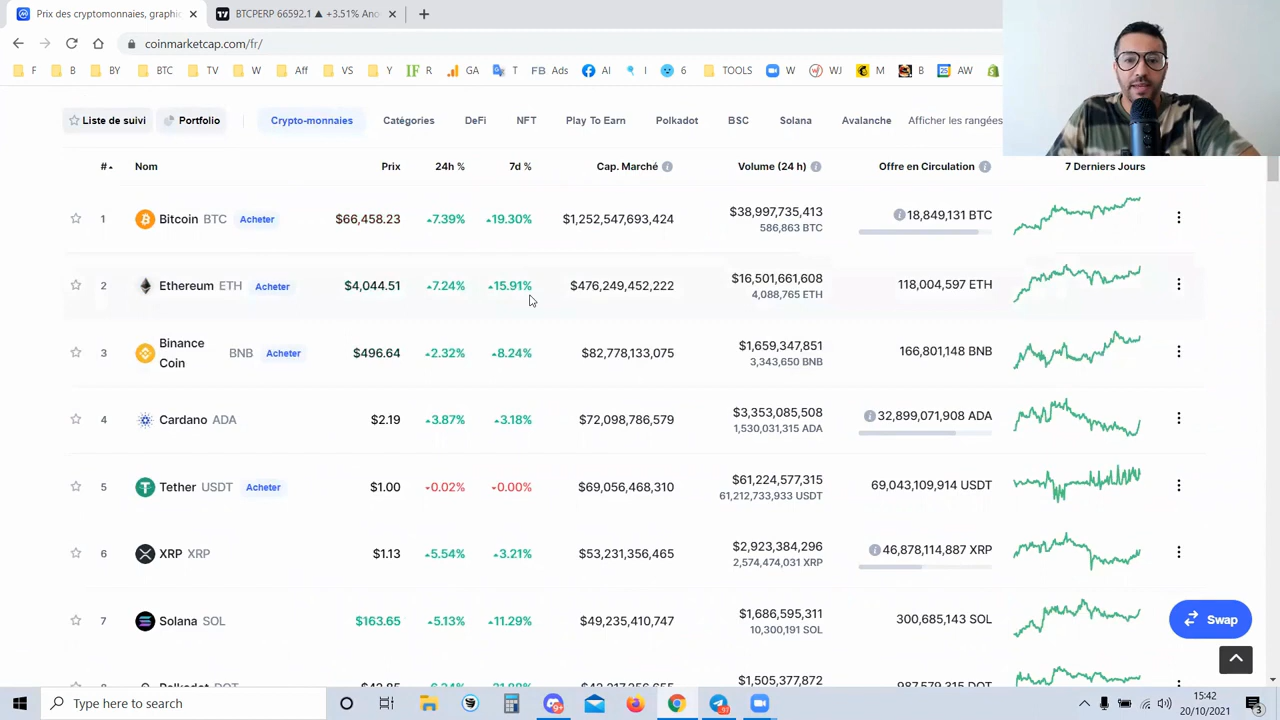 Prix des cryptomonnaies, graphic
BTCPERP 66592.1 ▲ +3.51% Ano
coinmarketcap.com/fr/
F B BY BTC TV W Aff VS Y IF R GA T FB Ads AI I 6 TOOLS W WJ M B AW
Liste de suivi Portfolio Crypto-monnaies Catégories DeFi NFT Play To Earn Polkadot BSC Solana Avalanche Afficher les rangées
# Nom Prix 24h % 7d % Cap. Marché Volume (24 h) Offre en Circulation 7 Derniers Jours
1 Bitcoin BTC Acheter $66,458.23 7.39% 19.30% $1,252,547,693,424 $38,997,735,413 18,849,131 BTC
586,863 BTC
2 Ethereum ETH Acheter $4,044.51 7.24% 15.91% $476,249,452,222 $16,501,661,608 118,004,597 ETH
4,088,765 ETH
3 Binance Coin BNB Acheter $496.64 2.32% 8.24% $82,778,133,075 $1,659,347,851 166,801,148 BNB
3,343,650 BNB
4 Cardano ADA $2.19 3.87% 3.18% $72,098,786,579 $3,353,085,508 32,899,071,908 ADA
1,530,031,315 ADA
5 Tether USDT Acheter $1.00 0.02% 0.00% $69,056,468,310 $61,224,577,315 69,043,109,914 USDT
61,212,733,933 USDT
6 XRP XRP $1.13 5.54% 3.21% $53,231,356,465 $2,923,384,296 46,878,114,887 XRP
2,574,474,031 XRP
7 Solana SOL $163.65 5.13% 11.29% $49,235,410,747 $1,686,595,311 300,685,143 SOL
10,300,191 SOL
Swap
$1,505,377,872
Type here to search
15:42
20/10/2021